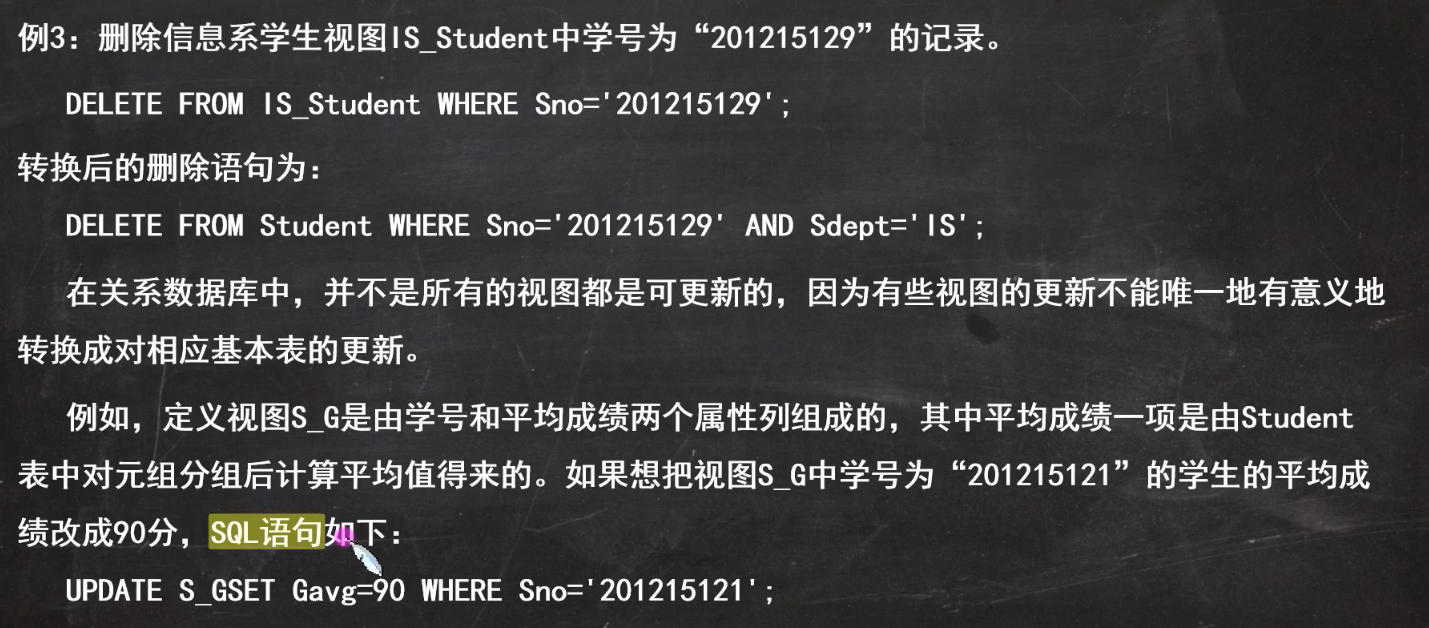 例3：删除信息系学生视图IS_Student中学号为“201215129”的记录。
DELETE FROM IS_Student WHERE Sno='201215129';
转换后的删除语句为：
DELETE FROM Student WHERE Sno='201215129' AND Sdept='IS';
在关系数据库中，并不是所有的视图都是可更新的，因为有些视图的更新不能唯一地有意义地
转换成对相应基本表的更新。
例如，定义视图S_G是由学号和平均成绩两个属性列组成的，其中平均成绩一项是由Student
表中对元组分组后计算平均值得来的。如果想把视图S_G中学号为“201215121”的学生的平均成
绩改成90分，SQL语句如下：
UPDATE S_GSET Gavg=90 WHERE Sno='201215121';